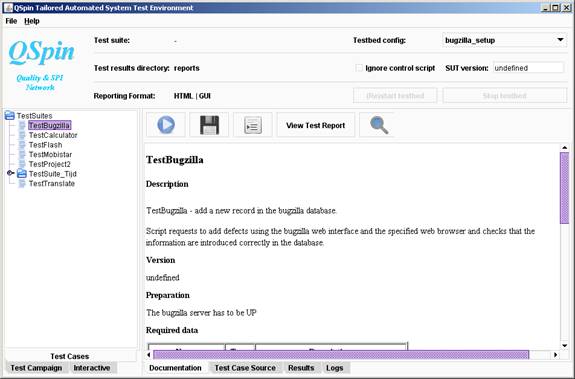 QSpin Tailored Automated System Test Environment
File Help
QSpin
Quality & SPI
Network
Test suite: -
Testbed config: bugzilla_setup
Test results directory: reports
Ignore control script SUT version: undefined
Reporting Format: HTML | GUI
(Re)start testbed Stop testbed
TestSuites
TestBugzilla
TestCalculator
TestFlash
TestMobistar
TestProject2
TestSuite_Tijd
TestTranslate
Test Cases
Test Campaign Interactive
View Test Report
TestBugzilla
Description
TestBugzilla - add a new record in the bugzilla database.
Script requests to add defects using the bugzilla web interface and the specified web browser and checks that the
information are introduced correctly in the database.
Version
undefined
Preparation
The bugzilla server has to be UP
Required data
Documentation Test Case Source Results Logs